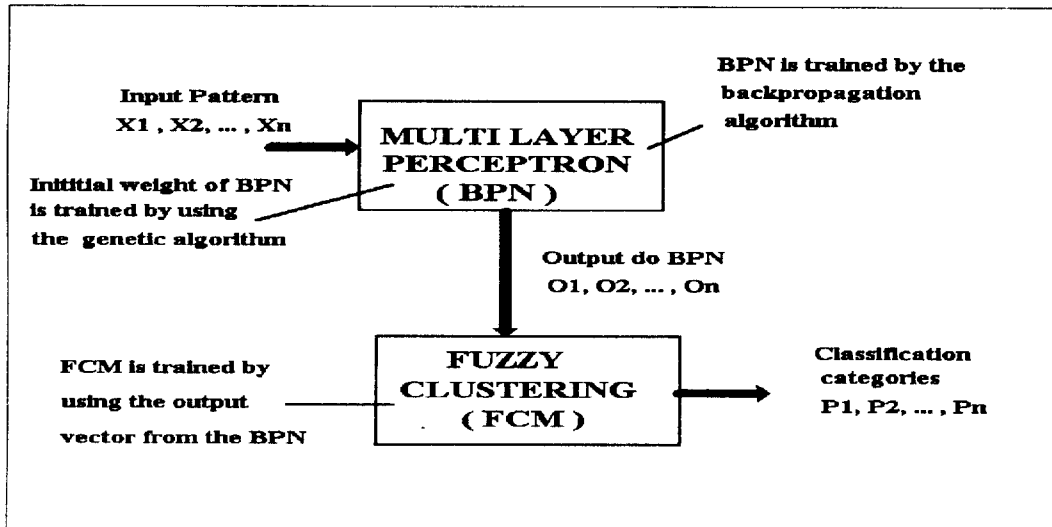 Input Pattern
X1 , X2, ... , Xn
BPN is trained by the
backpropagation
algorithm
MULTI LAYER
PERCEPTRON
( BPN )
Inititial weight of BPN
is trained by using
the genetic algorithm
Output do BPN
O1, O2, ... , On
FCM is trained by
using the output
vector from the BPN
FUZZY
CLUSTERING
( FCM )
Classification
categories
P1, P2, ... , Pn